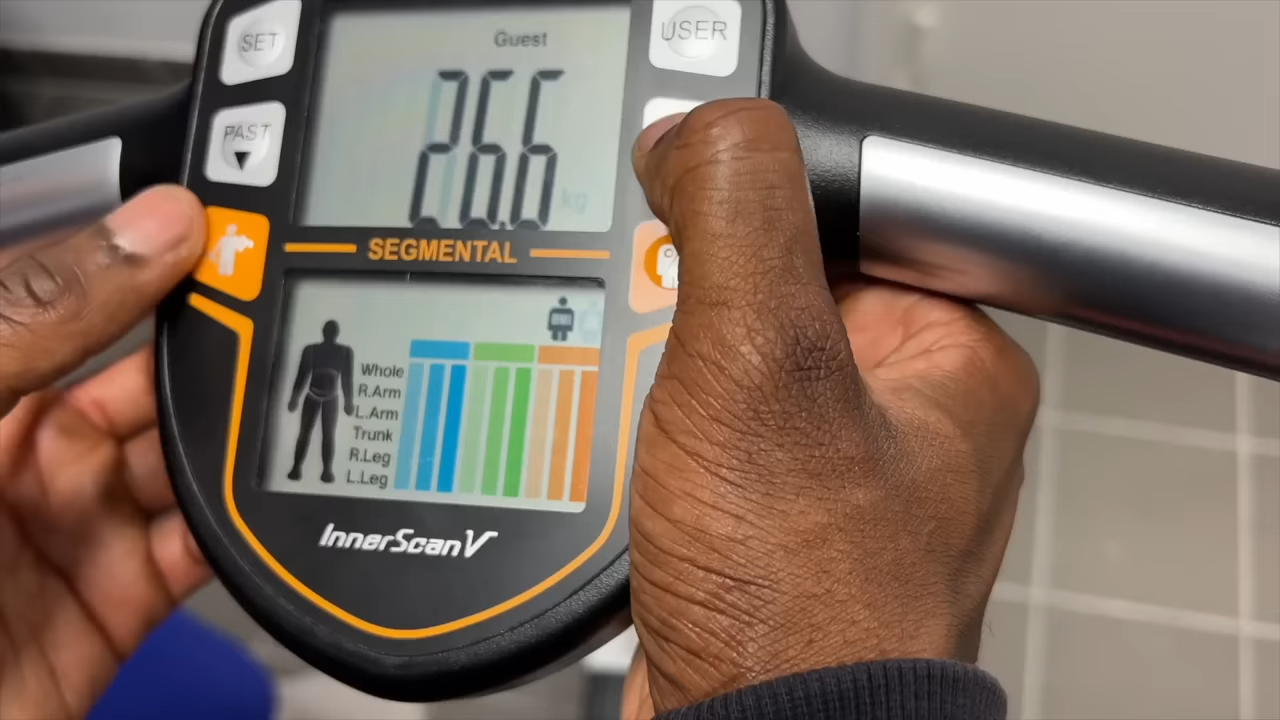 SET
Guest
USER
PAST
26.6
kg
SEGMENTAL
Whole
R.Arm
L.Arm
Trunk
R.Leg
L.Leg
InnerScanV